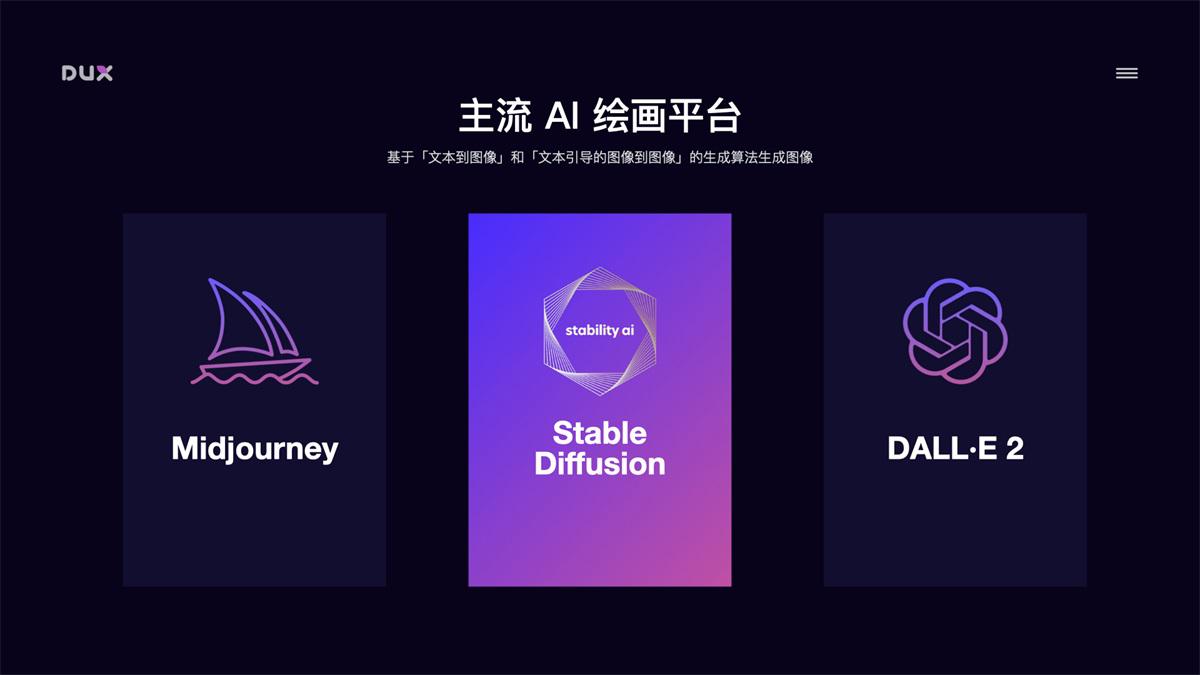 DUX
主流 AI 绘画平台
基于「文本到图像」和「文本引导的图像到图像」的生成算法生成图像
Midjourney
stability ai
Stable
Diffusion
DALL·E 2